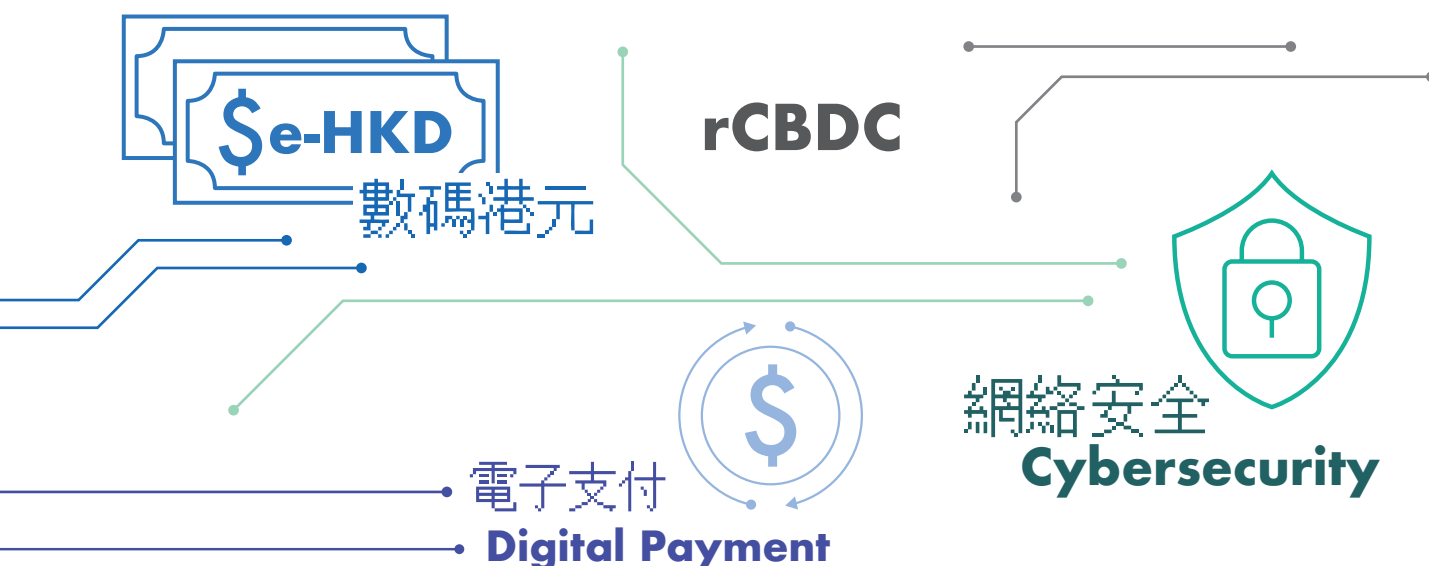 $e-HKD
數碼港元
rCBDC
網絡安全
Cybersecurity
$
電子支付
Digital Payment